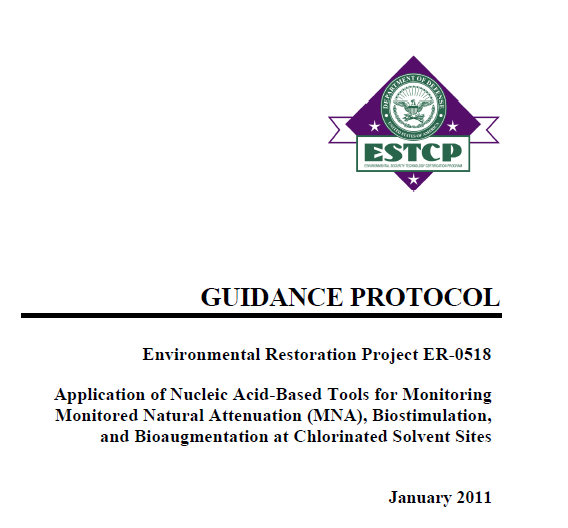 DEPARTMENT OF DEFENSE
UNITED STATES OF AMERICA
ESTCP
ENVIRONMENTAL SECURITY TECHNOLOGY CERTIFICATION PROGRAM
GUIDANCE PROTOCOL
Environmental Restoration Project ER-0518
Application of Nucleic Acid-Based Tools for Monitoring
Monitored Natural Attenuation (MNA), Biostimulation,
and Bioaugmentation at Chlorinated Solvent Sites
January 2011